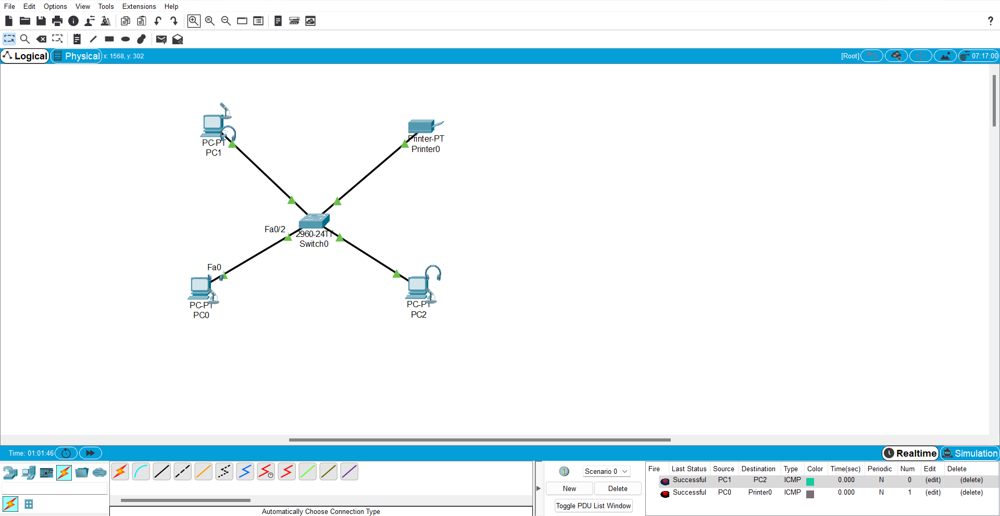 File Edit Options View Tools Extensions Help
?
Logical Physical x: 1568, y: 302 [Root] 07:17:00
PC-PT
PC1
Printer-PT
Printer0
Fa0/2
2960-24TT
Switch0
Fa0
PC-PT
PC0
PC-PT
PC2
Time: 01:01:46 Realtime Simulation
Scenario 0
New Delete
Toggle PDU List Window
Fire Last Status Source Destination Type Color Time(sec) Periodic Num Edit Delete
Successful PC1 PC2 ICMP 0.000 N 0 (edit) (delete)
Successful PC0 Printer0 ICMP 0.000 N 1 (edit) (delete)
Automatically Choose Connection Type